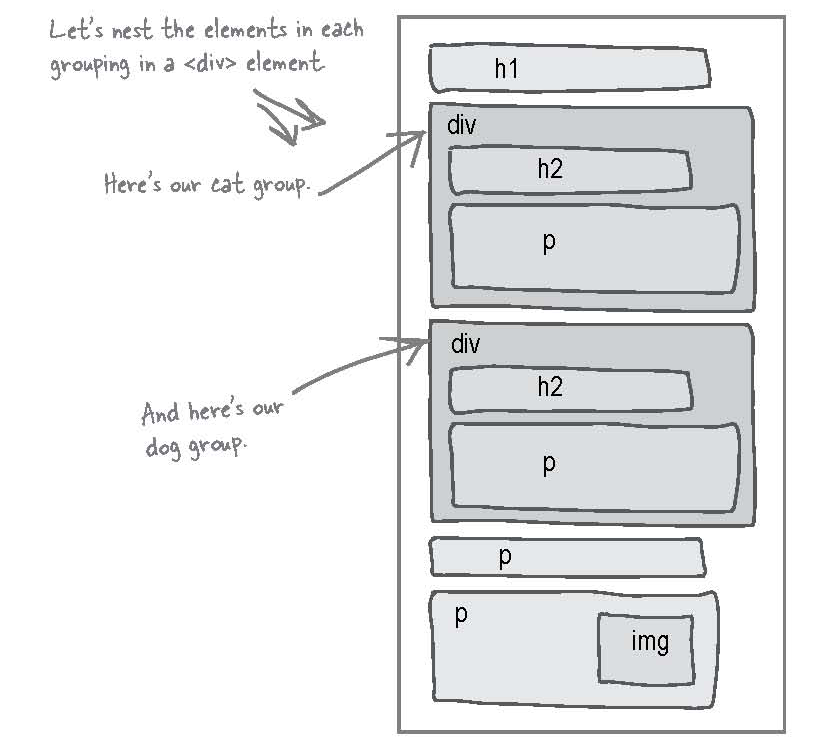 Let's nest the elements in each
grouping in a <div> element
Here's our cat group.
And here's our
dog group.
h1
div
h2
p
div
h2
p
p
p
img